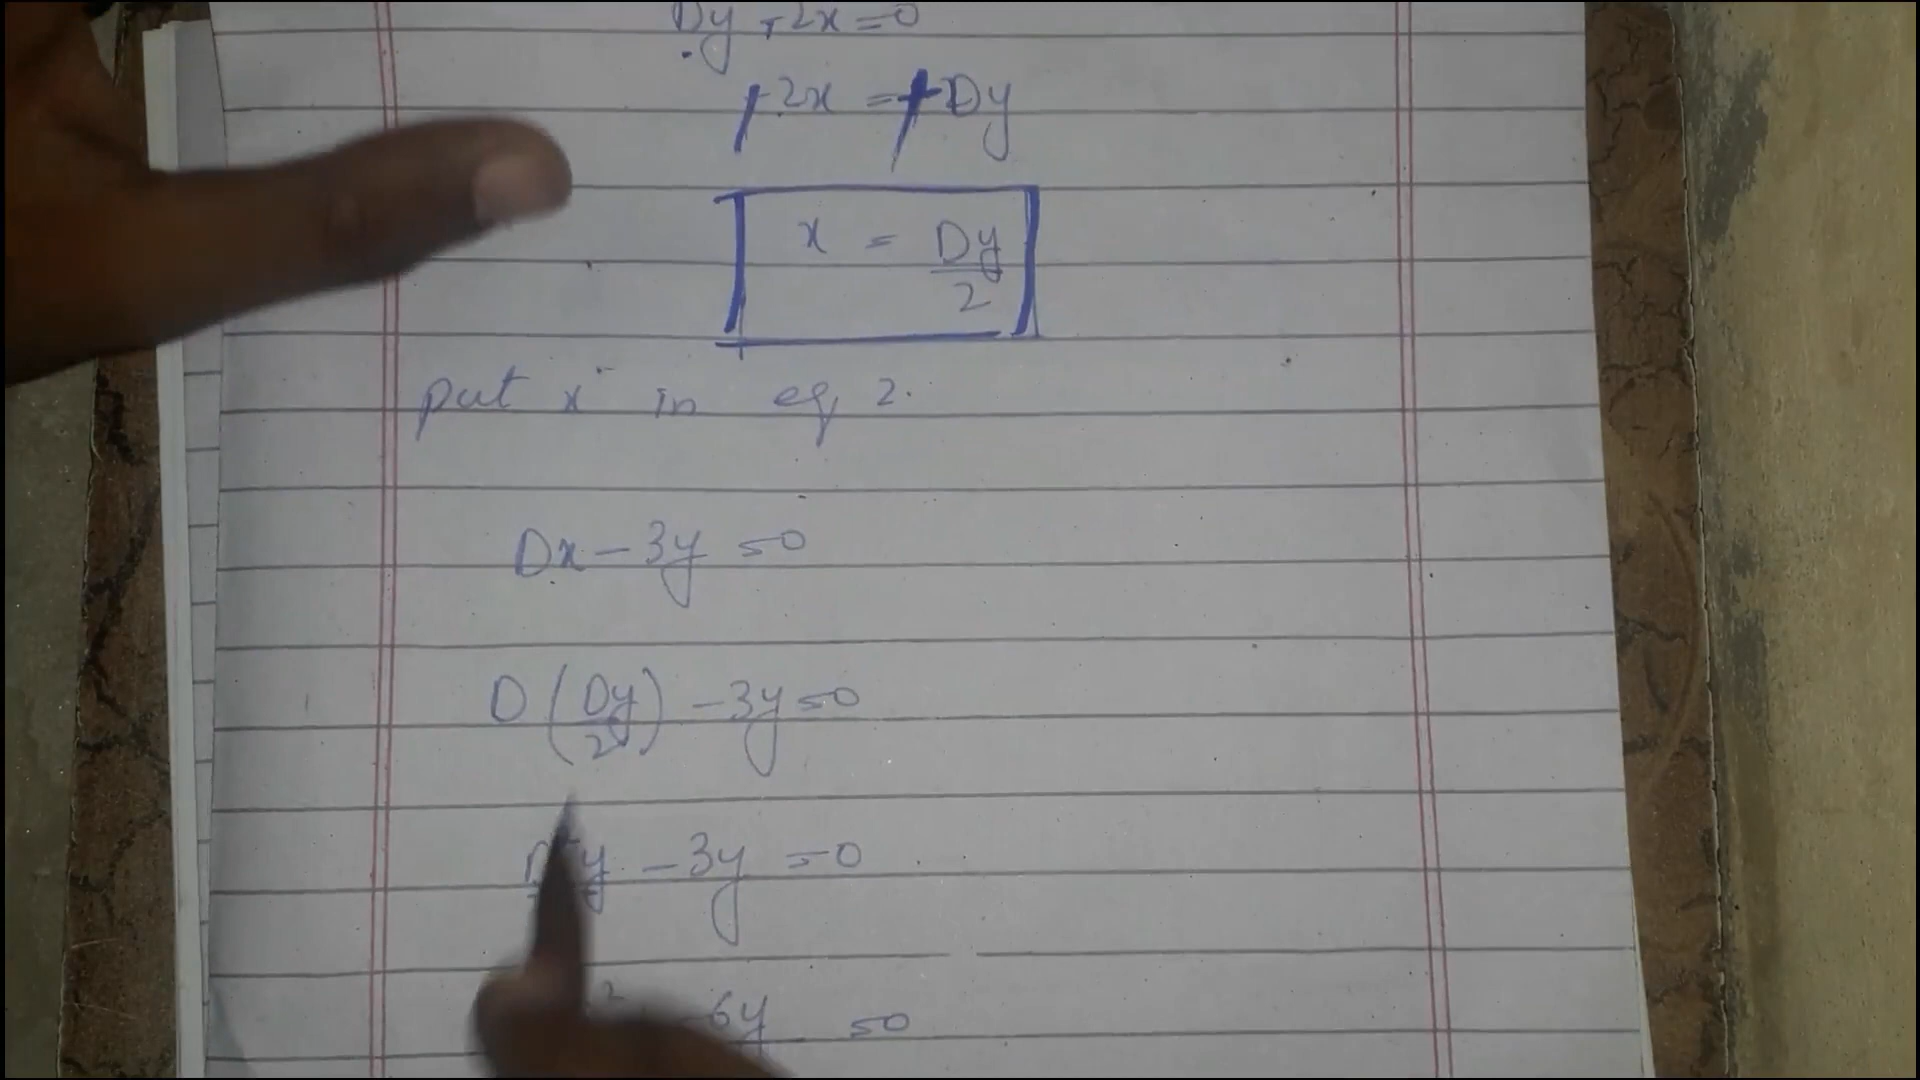 Dy + 2x = 0
2x = Dy
x = Dy/2
put x in eq 2.
Dx - 3y = 0
D(Dy/2) - 3y = 0
y - 3y = 0
- 6y = 0